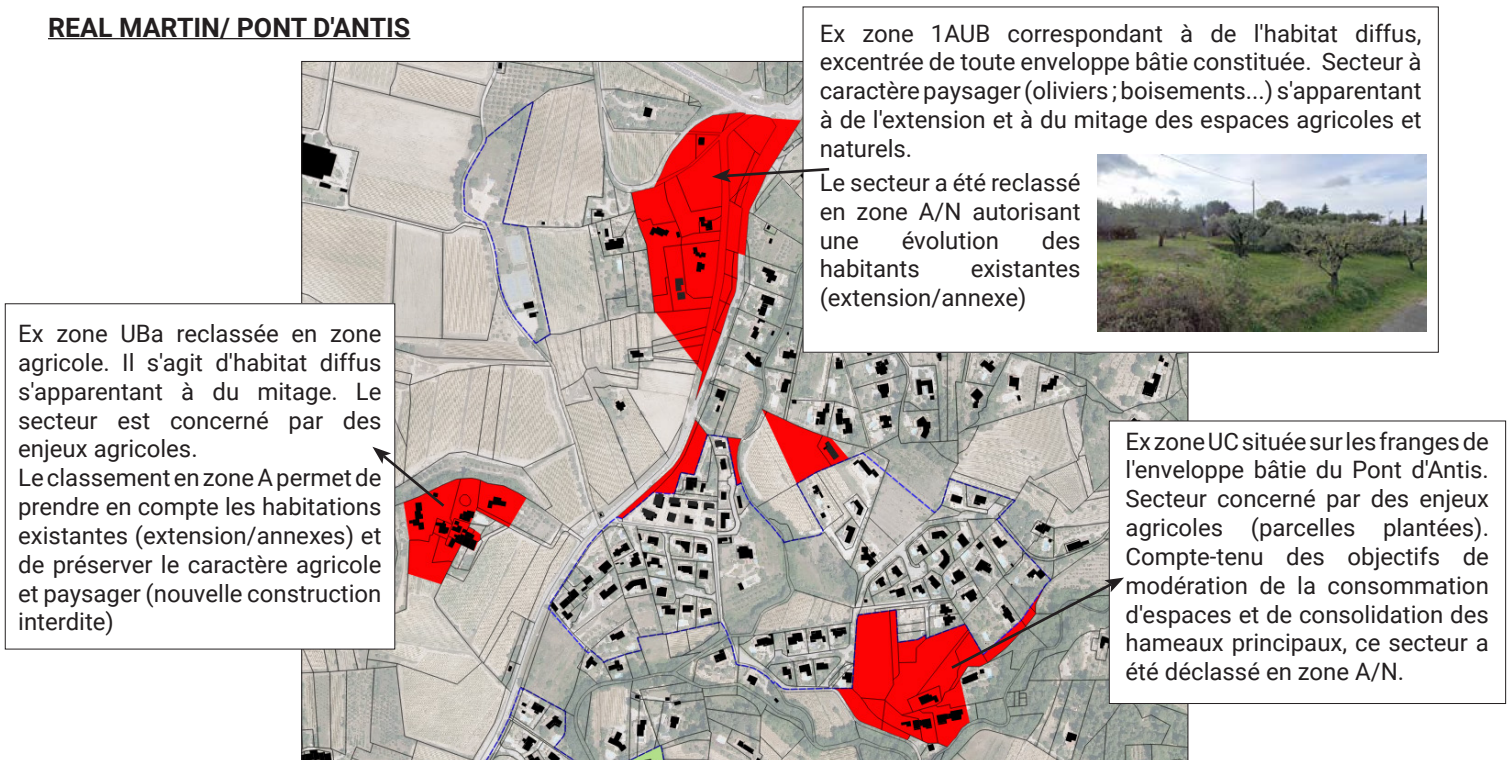 REAL MARTIN/ PONT D'ANTIS
Ex zone 1AUB correspondant à de l'habitat diffus,
excentrée de toute enveloppe bâtie constituée. Secteur à
caractère paysager (oliviers ; boisements...) s'apparentant
à de l'extension et à du mitage des espaces agricoles et
naturels.
Le secteur a été reclassé
en zone A/N autorisant
une évolution des
habitants existantes
(extension/annexe)
Ex zone UBa reclassée en zone
agricole. Il s'agit d'habitat diffus
s'apparentant à du mitage. Le
secteur est concerné par des
enjeux agricoles.
Le classement en zone A permet de
prendre en compte les habitations
existantes (extension/annexes) et
de préserver le caractère agricole
et paysager (nouvelle construction
interdite)
Ex zone UC située sur les franges de
l'enveloppe bâtie du Pont d'Antis.
Secteur concerné par des enjeux
agricoles (parcelles plantées).
Compte-tenu des objectifs de
modération de la consommation
d'espaces et de consolidation des
hameaux principaux, ce secteur a
été déclassé en zone A/N.